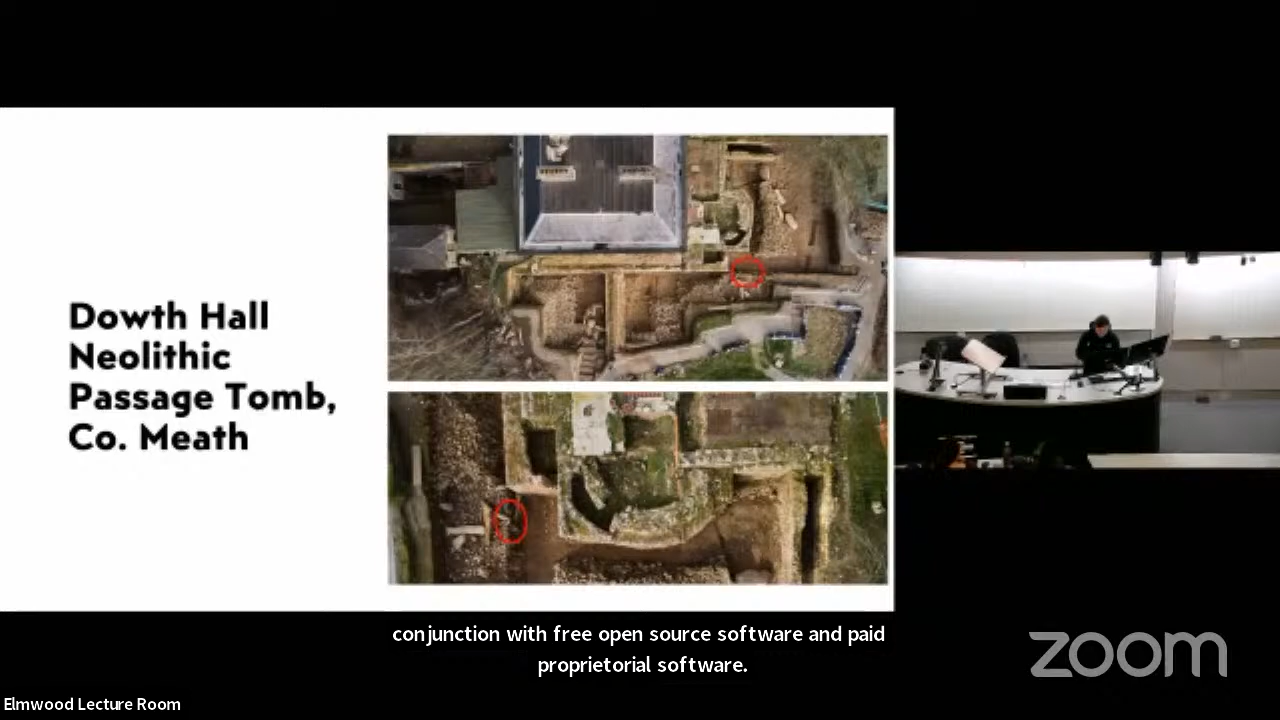 Dowth Hall
Neolithic
Passage Tomb,
Co. Meath
conjunction with free open source software and paid
proprietorial software.
zoom
Elmwood Lecture Room